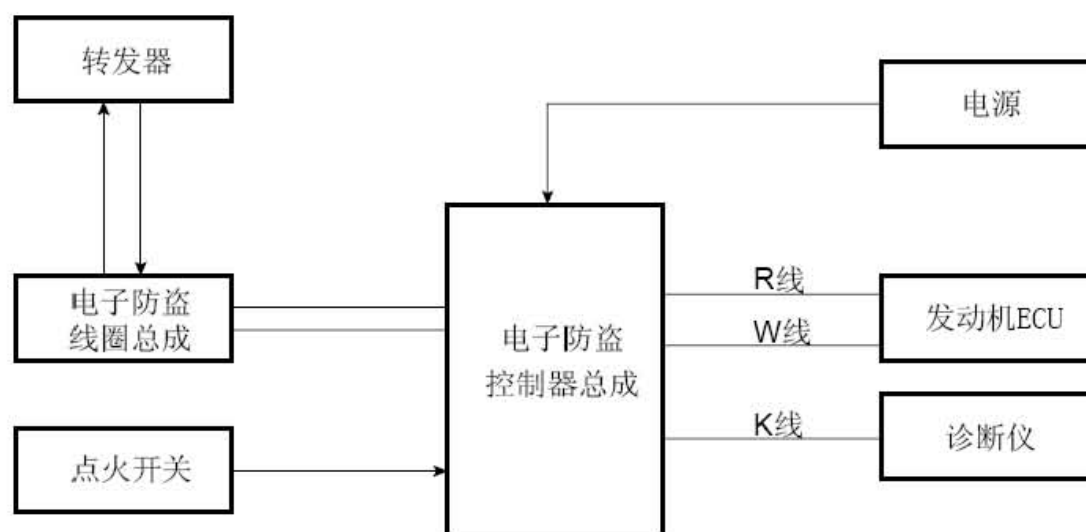 转发器
电源
电子防盗
线圈总成
R线
发动机ECU
W线
电子防盗
控制器总成
K线
诊断仪
点火开关